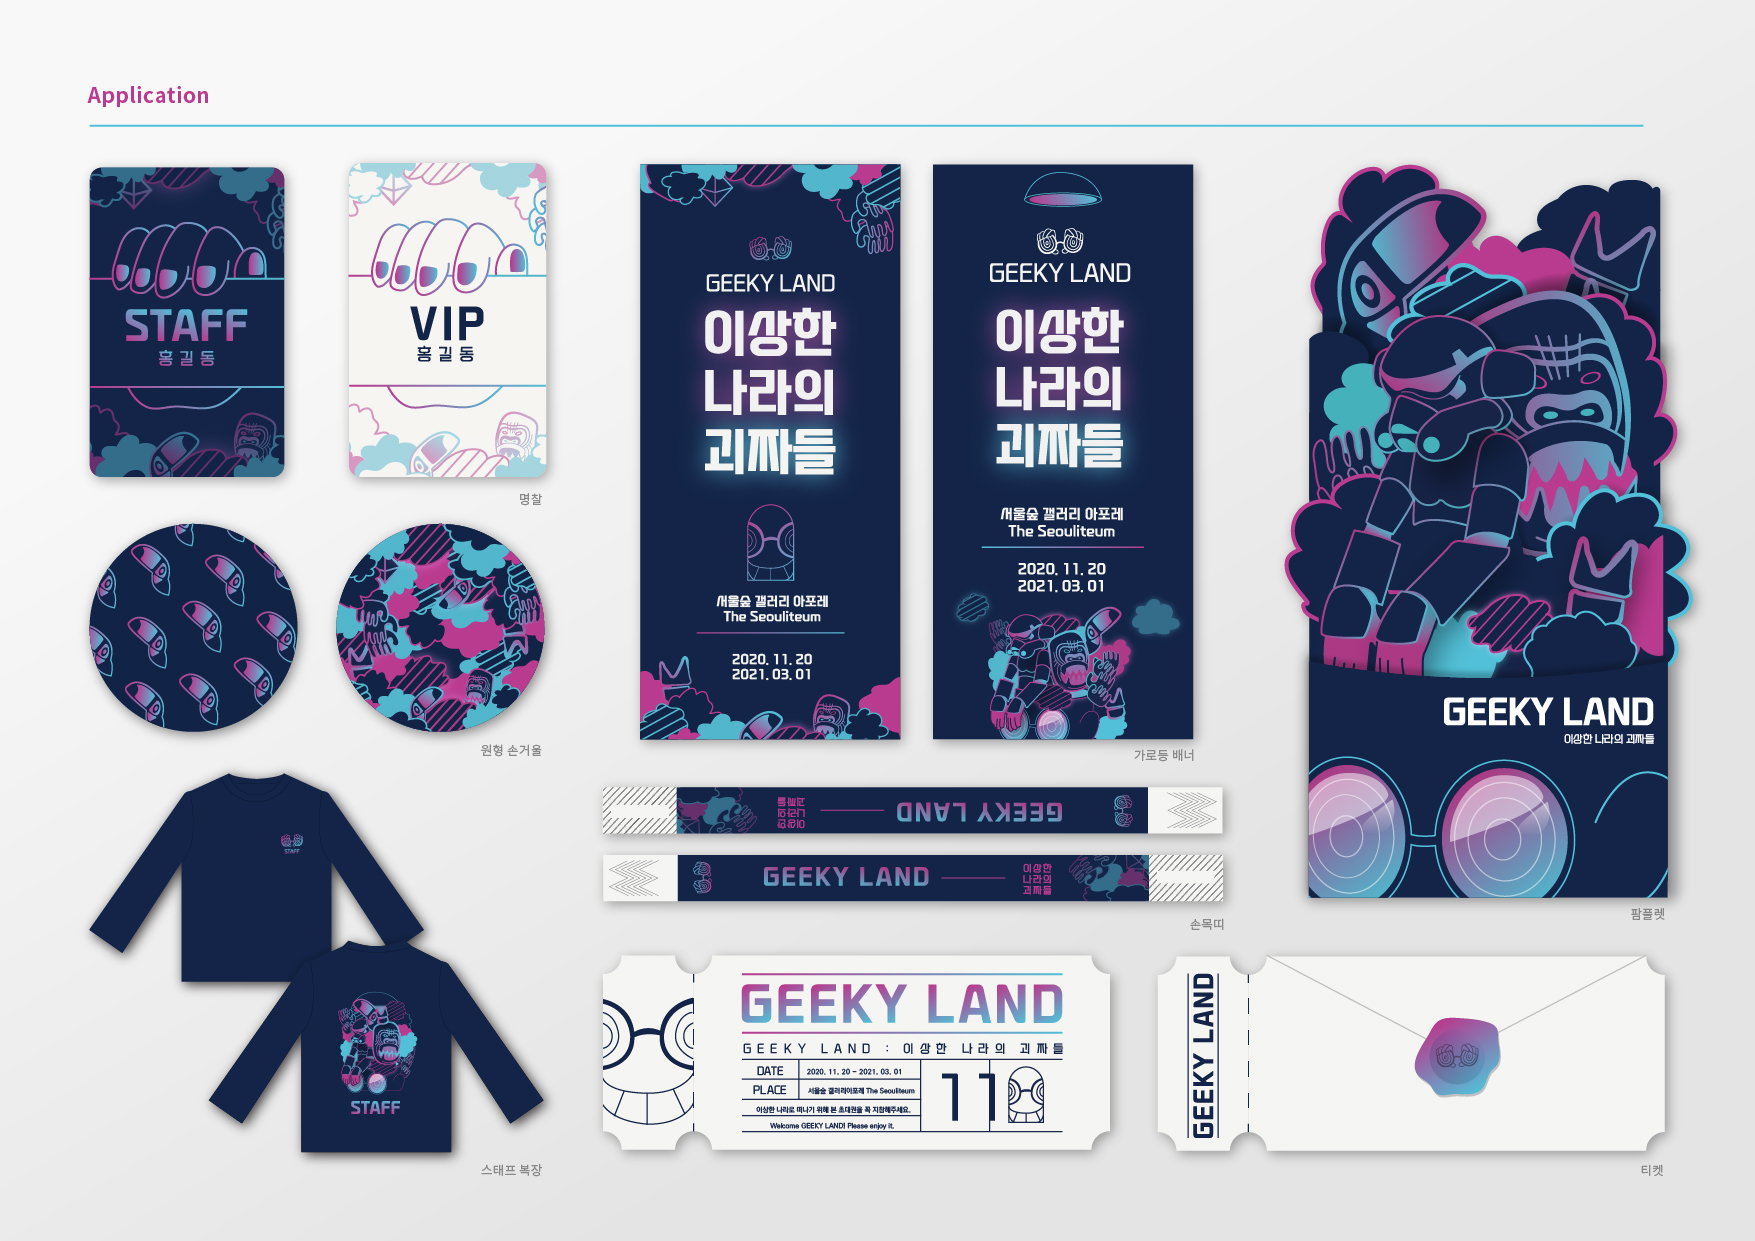 Application
STAFF
홍길동
VIP
홍길동
명찰
원형 손거울
STAFF
STAFF
스태프 복장
GEEKY LAND
이상한
나라의
괴짜들
서울숲 갤러리 아포레
The Seouliteum
2020. 11. 20
2021. 03. 01
GEEKY LAND
이상한
나라의
괴짜들
서울숲 갤러리 아포레
The Seouliteum
2020. 11. 20
2021. 03. 01
가로등 배너
GEEKY LAND
이상한
나라의
괴짜들
GEEKY LAND
이상한
나라의
괴짜들
손목띠
GEEKY LAND
이상한 나라의 괴짜들
팜플렛
GEEKY LAND
GEEKY LAND : 이상한 나라의 괴짜들
DATE 2020. 11. 20 - 2021. 03. 01
PLACE 서울숲 갤러리아포레 The Seouliteum
이상한 나라로 떠나기 위해 본 초대권을 꼭 지참해주세요.
Welcome GEEKY LAND! Please enjoy it.
11
GEEKY LAND
티켓